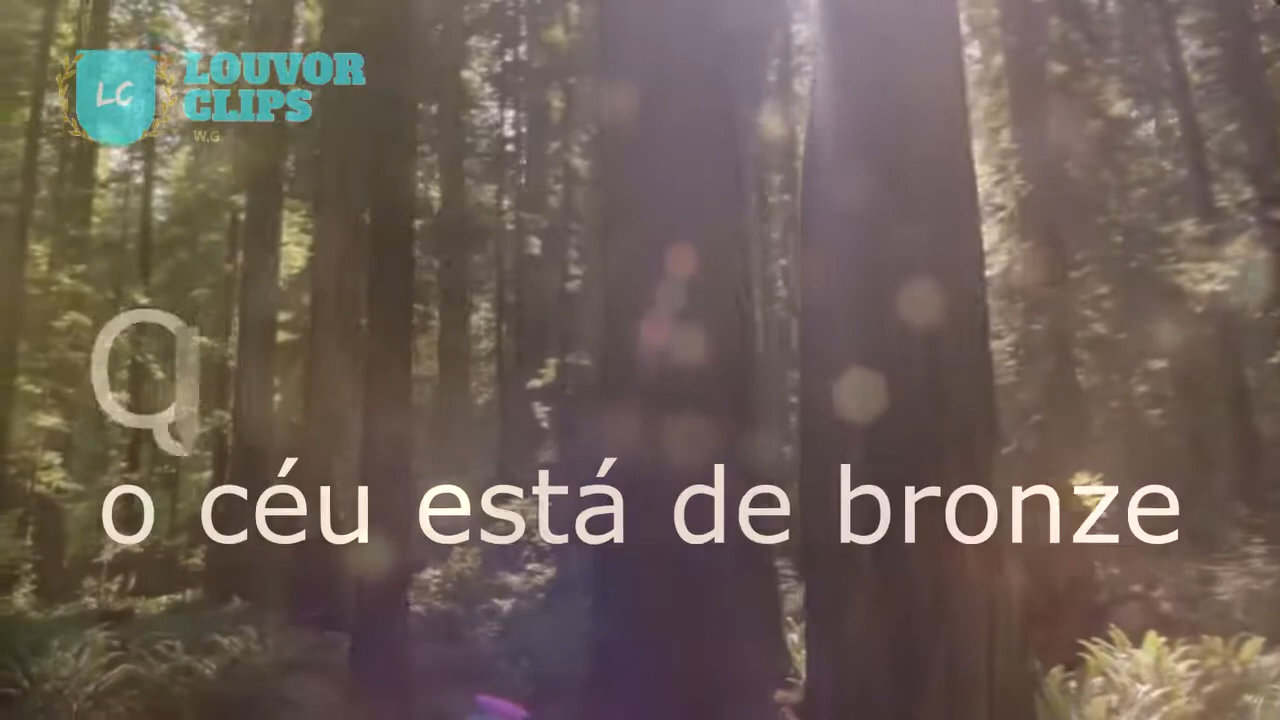 LC
LOUVOR
CLIPS
W.G.
Q
o céu está de bronze